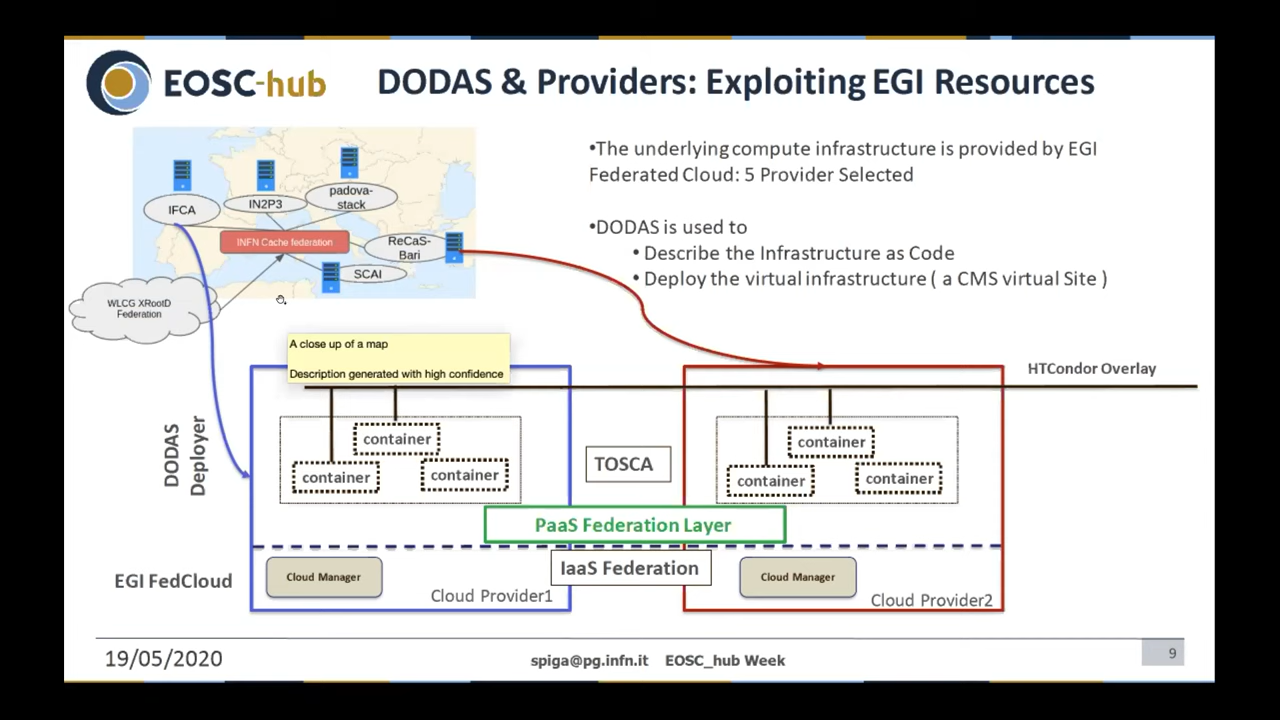 EOSC-hub
DODAS & Providers: Exploiting EGI Resources
•The underlying compute infrastructure is provided by EGI
Federated Cloud: 5 Provider Selected
•DODAS is used to
• Describe the Infrastructure as Code
• Deploy the virtual infrastructure ( a CMS virtual Site )
IFCA
IN2P3
padova-
stack
INFN Cache federation
ReCaS-
Bari
SCAI
WLCG XRootD
Federation
A close up of a map
Description generated with high confidence
HTCondor Overlay
DODAS
Deployer
container
container
container
TOSCA
container
container
container
PaaS Federation Layer
EGI FedCloud
Cloud Manager
Cloud Provider1
IaaS Federation
Cloud Manager
Cloud Provider2
19/05/2020
spiga@pg.infn.it EOSC_hub Week
9